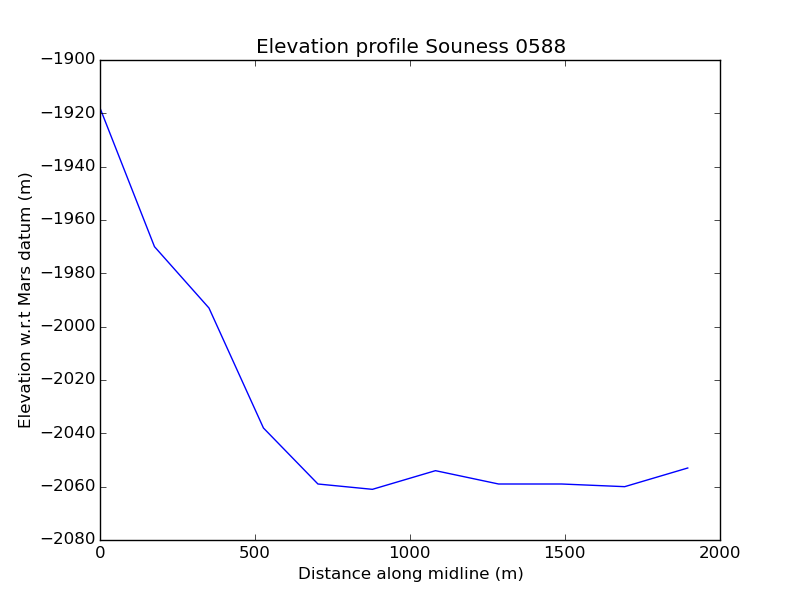 Elevation profile Souness 0588
−1900
−1920
−1940
−1960
−1980
−2000
−2020
−2040
−2060
−2080
Elevation w.r.t Mars datum (m)
0 500 1000 1500 2000
Distance along midline (m)